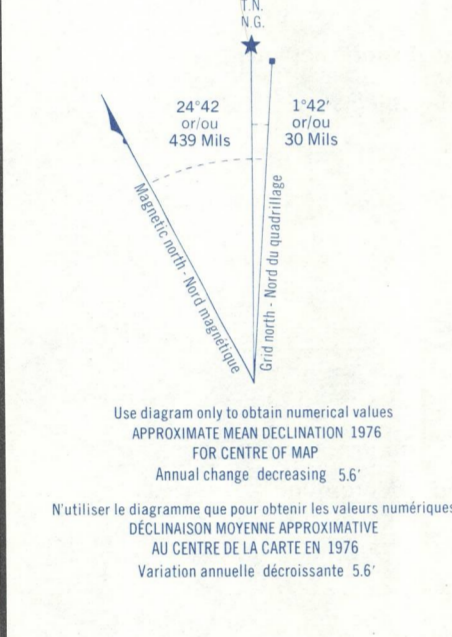 T.N.
N.G.
24°42
or/ou
439 Mils
1°42′
or/ou
30 Mils
Magnetic north - Nord magnétique
Grid north - Nord du quadrillage
Use diagram only to obtain numerical values
APPROXIMATE MEAN DECLINATION 1976
FOR CENTRE OF MAP
Annual change decreasing 5.6′
N'utiliser le diagramme que pour obtenir les valeurs numériques
DÉCLINAISON MOYENNE APPROXIMATIVE
AU CENTRE DE LA CARTE EN 1976
Variation annuelle décroissante 5.6′